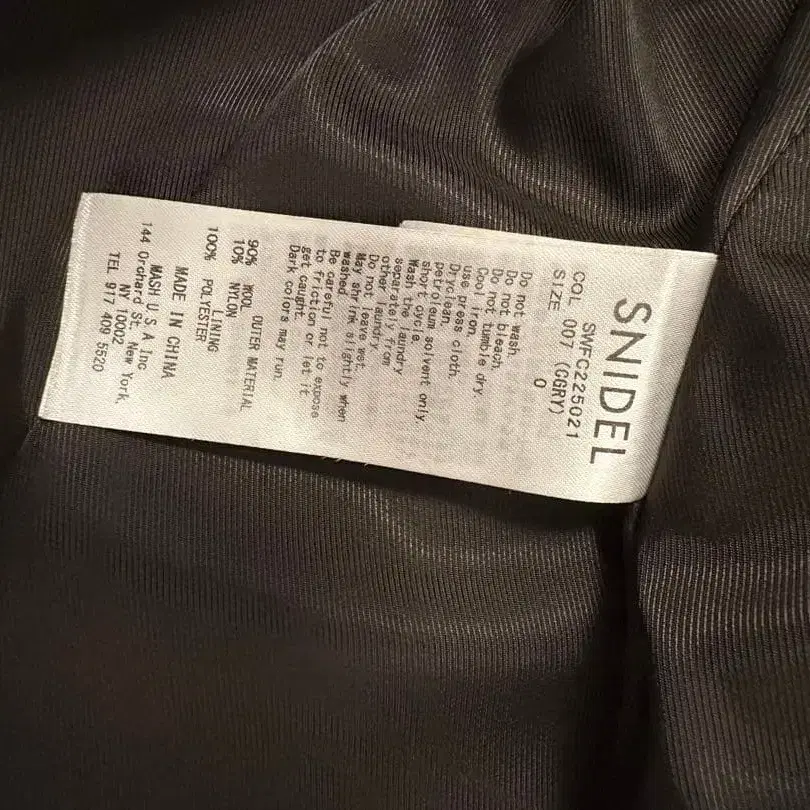 SNIDEL
SWFC225021
COL 007 (CGRY)
SIZE 0
Do not wash.
Do not bleach.
Do not tumble dry.
Cool iron.
use press cloth.
Dryclean,
petroleum solvent only,
short cycle.
Wash the laundry
separately from
other laundry.
Do not leave wet.
May shrink slightly when
washed.
Be careful not to expose
to friction or let it
get caught.
Dark colors may run.
OUTER MATERIAL
90% WOOL
10% NYLON
LINING
100% POLYESTER
MADE IN CHINA
MASH U S A Inc
144 Orchard St. New York,
NY 10002
TEL 917 409 5520